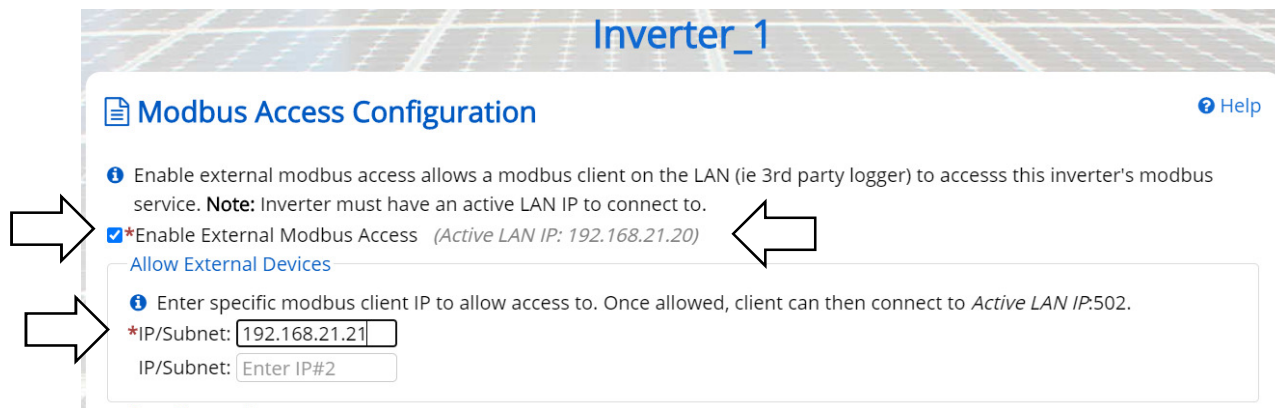 Inverter_1
Modbus Access Configuration
Help
Enable external modbus access allows a modbus client on the LAN (ie 3rd party logger) to accesss this inverter's modbus
service. Note: Inverter must have an active LAN IP to connect to.
*Enable External Modbus Access (Active LAN IP: 192.168.21.20)
Allow External Devices
Enter specific modbus client IP to allow access to. Once allowed, client can then connect to Active LAN IP:502.
*IP/Subnet: 192.168.21.21
IP/Subnet: Enter IP#2